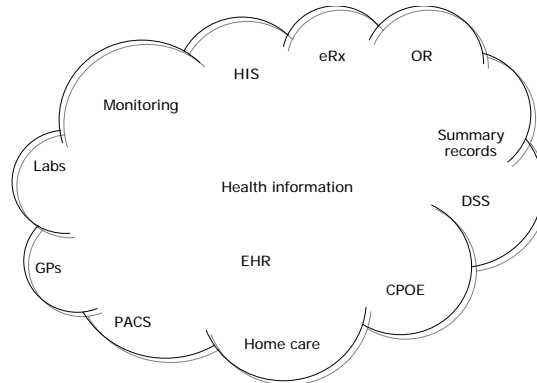 eRx
OR
HIS
Monitoring
Summary
records
Labs
Health information
DSS
EHR
GPs
CPOE
PACS
Home care